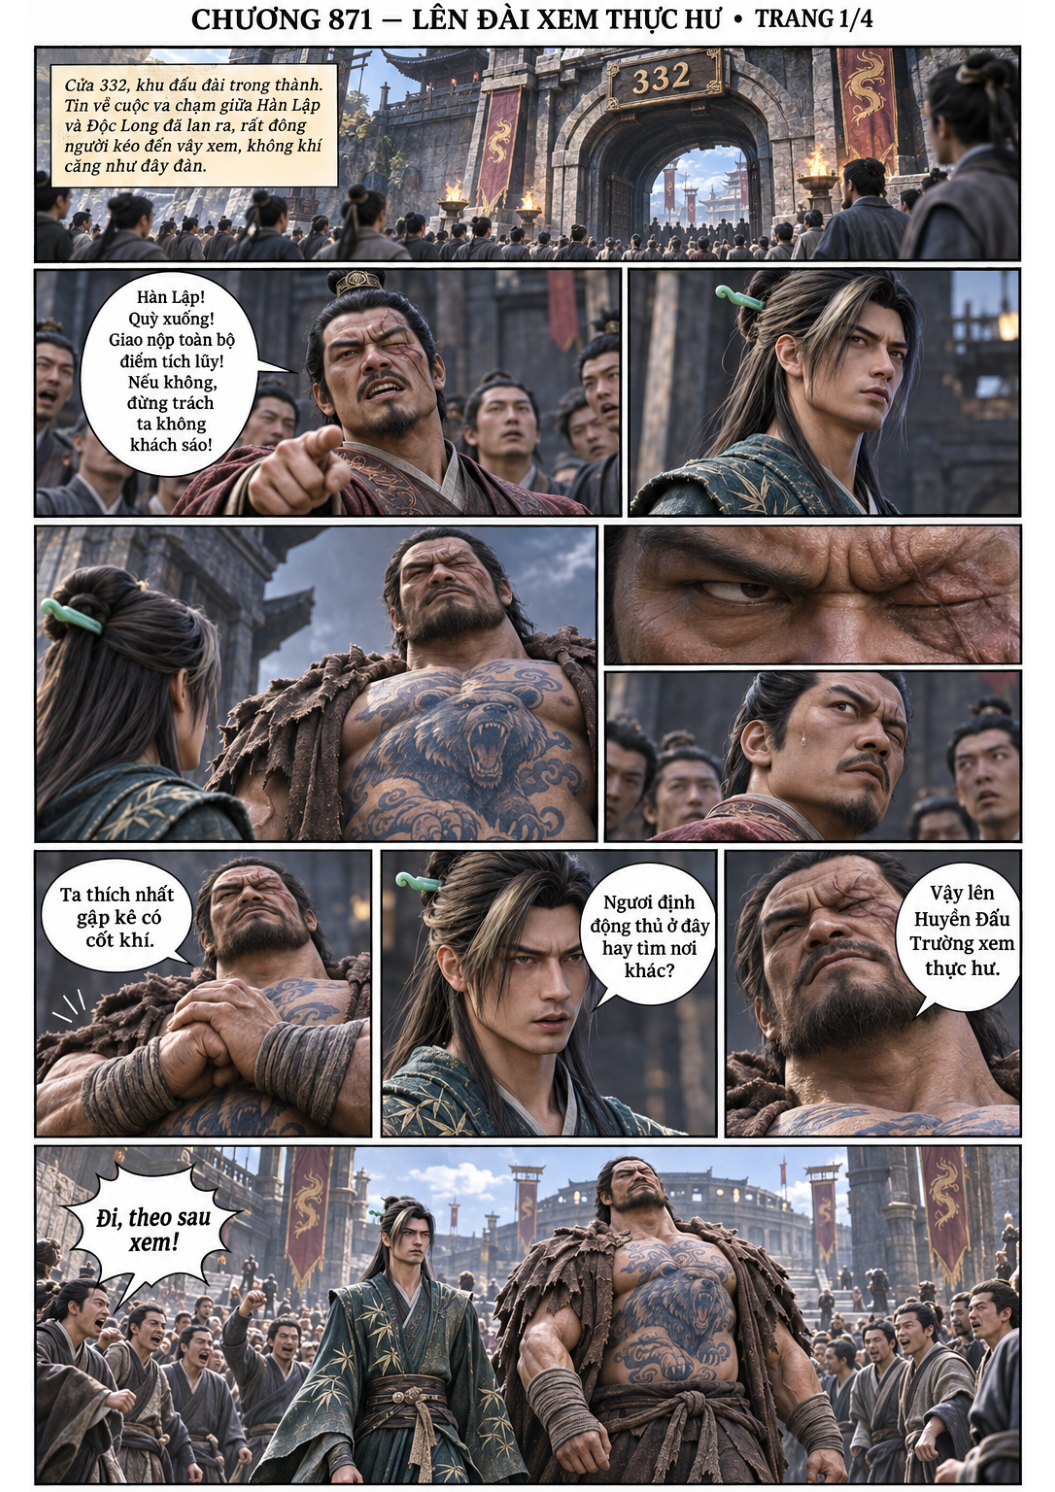 CHƯƠNG 871 — LÊN ĐÀI XEM THỰC HƯ • TRANG 1/4
Cửa 332, khu đấu đài trong thành.
Tin về cuộc va chạm giữa Hàn Lập
và Độc Long đã lan ra, rất đông
người kéo đến vây xem, không khí
căng như dây đàn.
332
Hàn Lập!
Quỳ xuống!
Giao nộp toàn bộ
điểm tích lũy!
Nếu không,
đừng trách
ta không
khách sáo!
Ta thích nhất
gặp kẻ có
cốt khí.
Ngươi định
động thủ ở đây
hay tìm nơi
khác?
Vậy lên
Huyền Đấu
Trường xem
thực hư.
Đi, theo sau
xem!